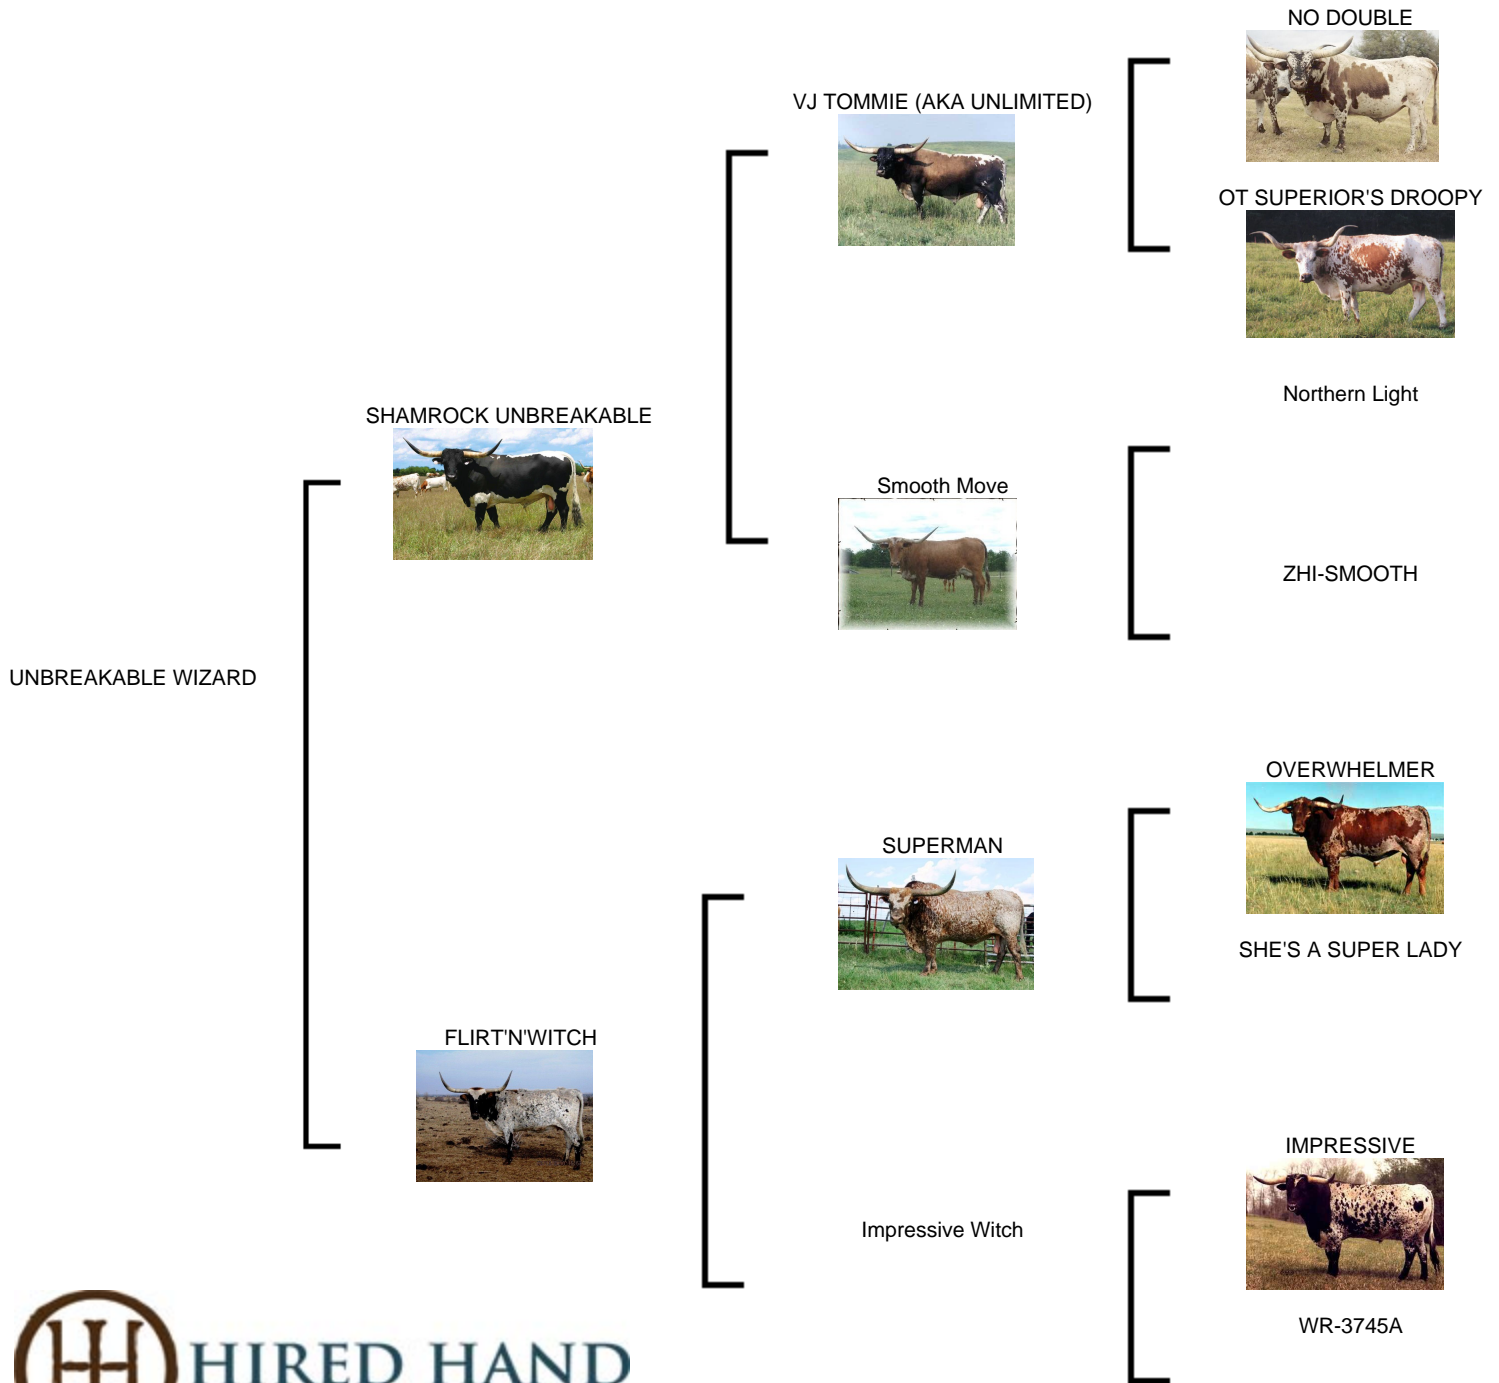 NO DOUBLE
VJ TOMMIE (AKA UNLIMITED)
OT SUPERIOR'S DROOPY
Northern Light
SHAMROCK UNBREAKABLE
Smooth Move
ZHI-SMOOTH
UNBREAKABLE WIZARD
OVERWHELMER
SUPERMAN
SHE'S A SUPER LADY
FLIRT'N'WITCH
IMPRESSIVE
Impressive Witch
WR-3745A
HIRED HAND